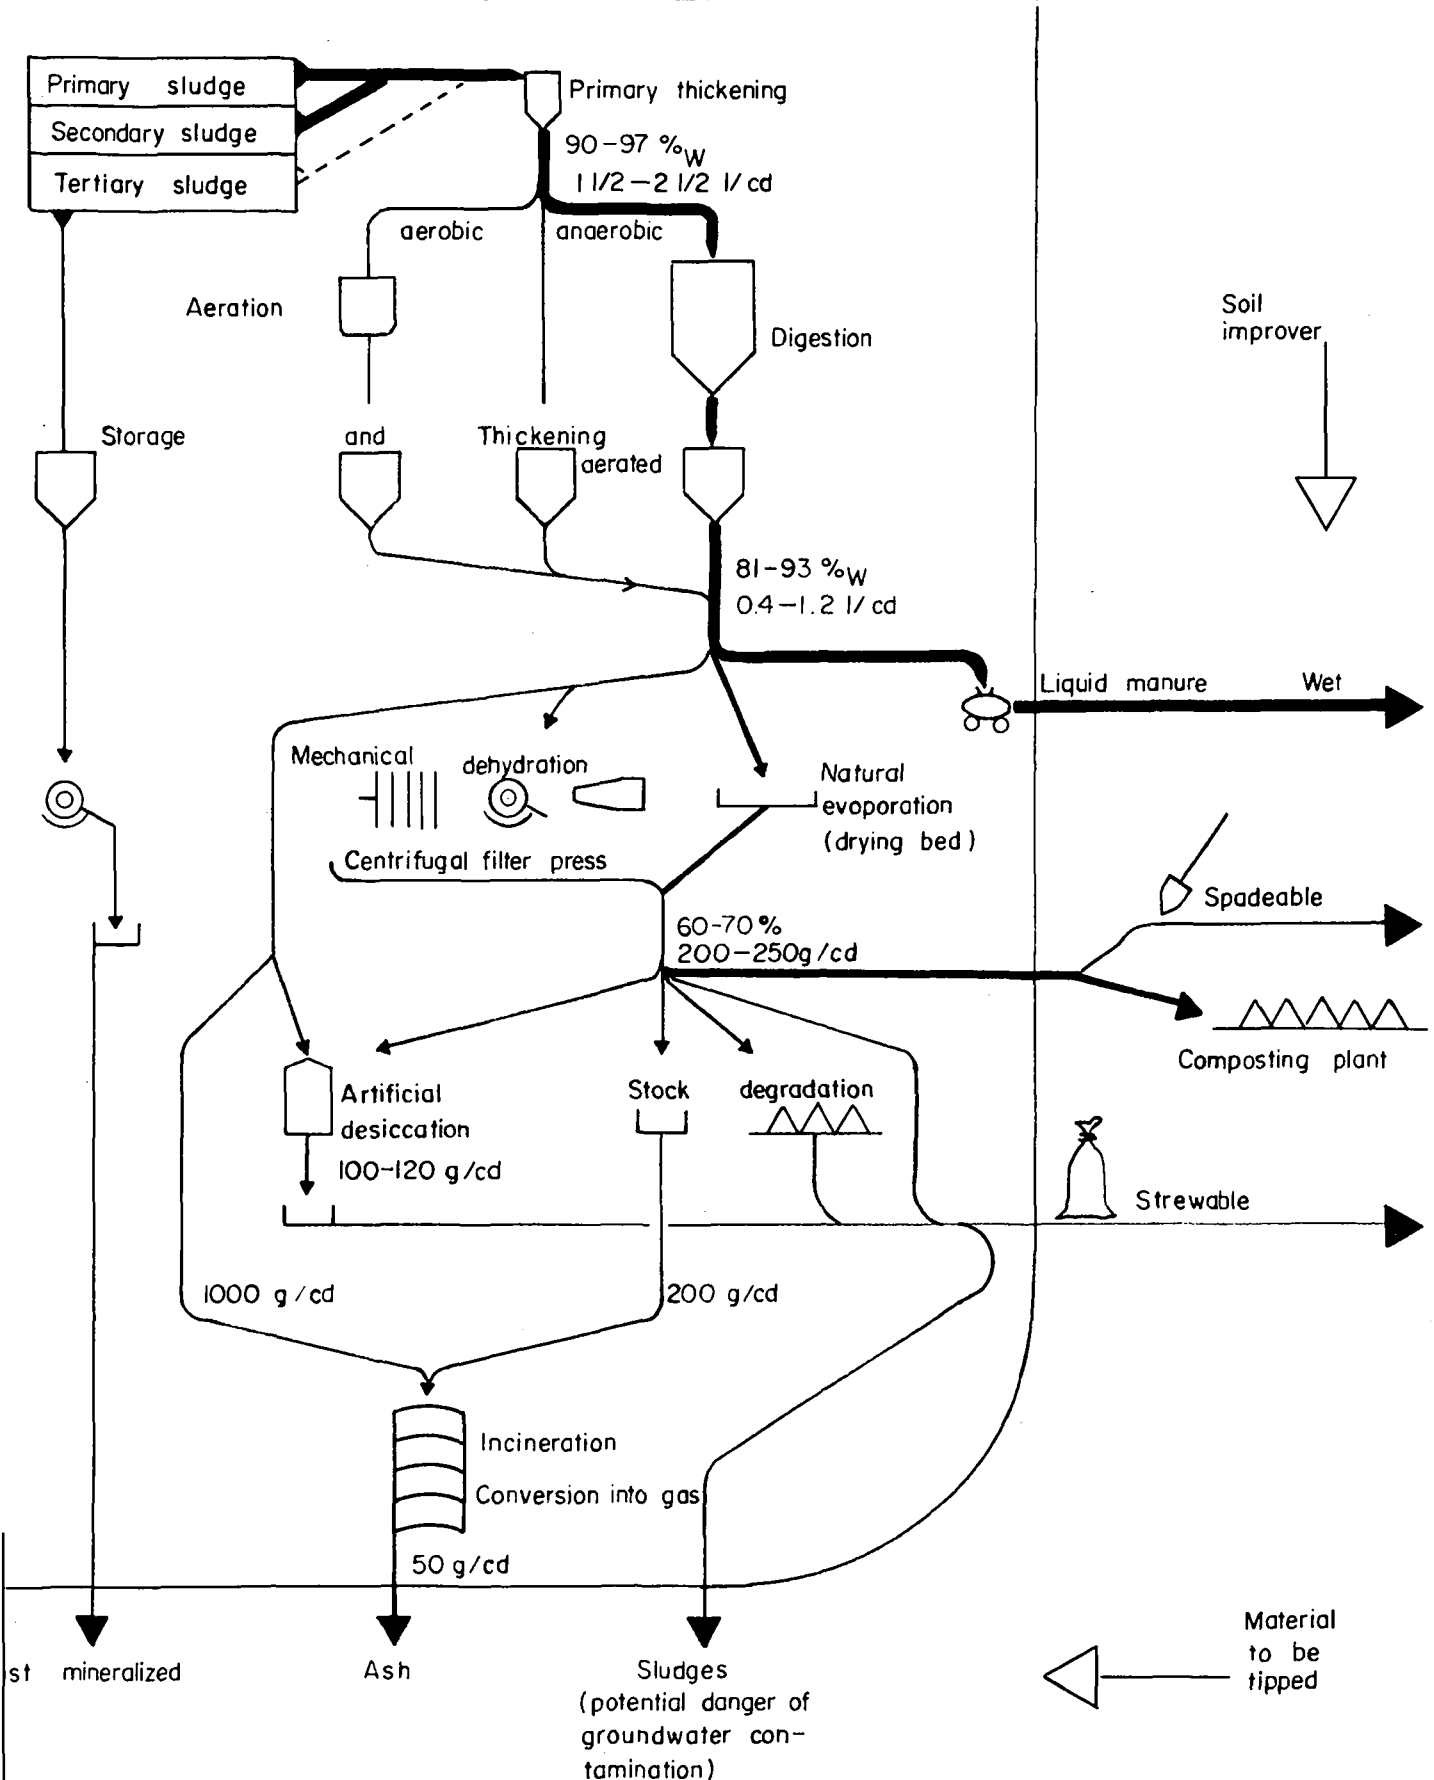 Primary sludge
Secondary sludge
Tertiary sludge
Primary thickening
90-97 %W
1 1/2-2 1/2 l/cd
aerobic
anaerobic
Aeration
Digestion
Soil
improver
Storage
and
Thickening
aerated
81-93 %W
0.4-1.2 l/cd
Liquid manure
Wet
Mechanical
dehydration
Natural
evoporation
(drying bed)
Centrifugal filter press
60-70%
200-250g/cd
Spadeable
Composting plant
Artificial
desiccation
100-120 g/cd
Stock
degradation
Strewable
1000 g/cd
200 g/cd
Incineration
Conversion into gas
50 g/cd
st mineralized
Ash
Sludges
(potential danger of
groundwater con-
tamination)
Material
to be
tipped